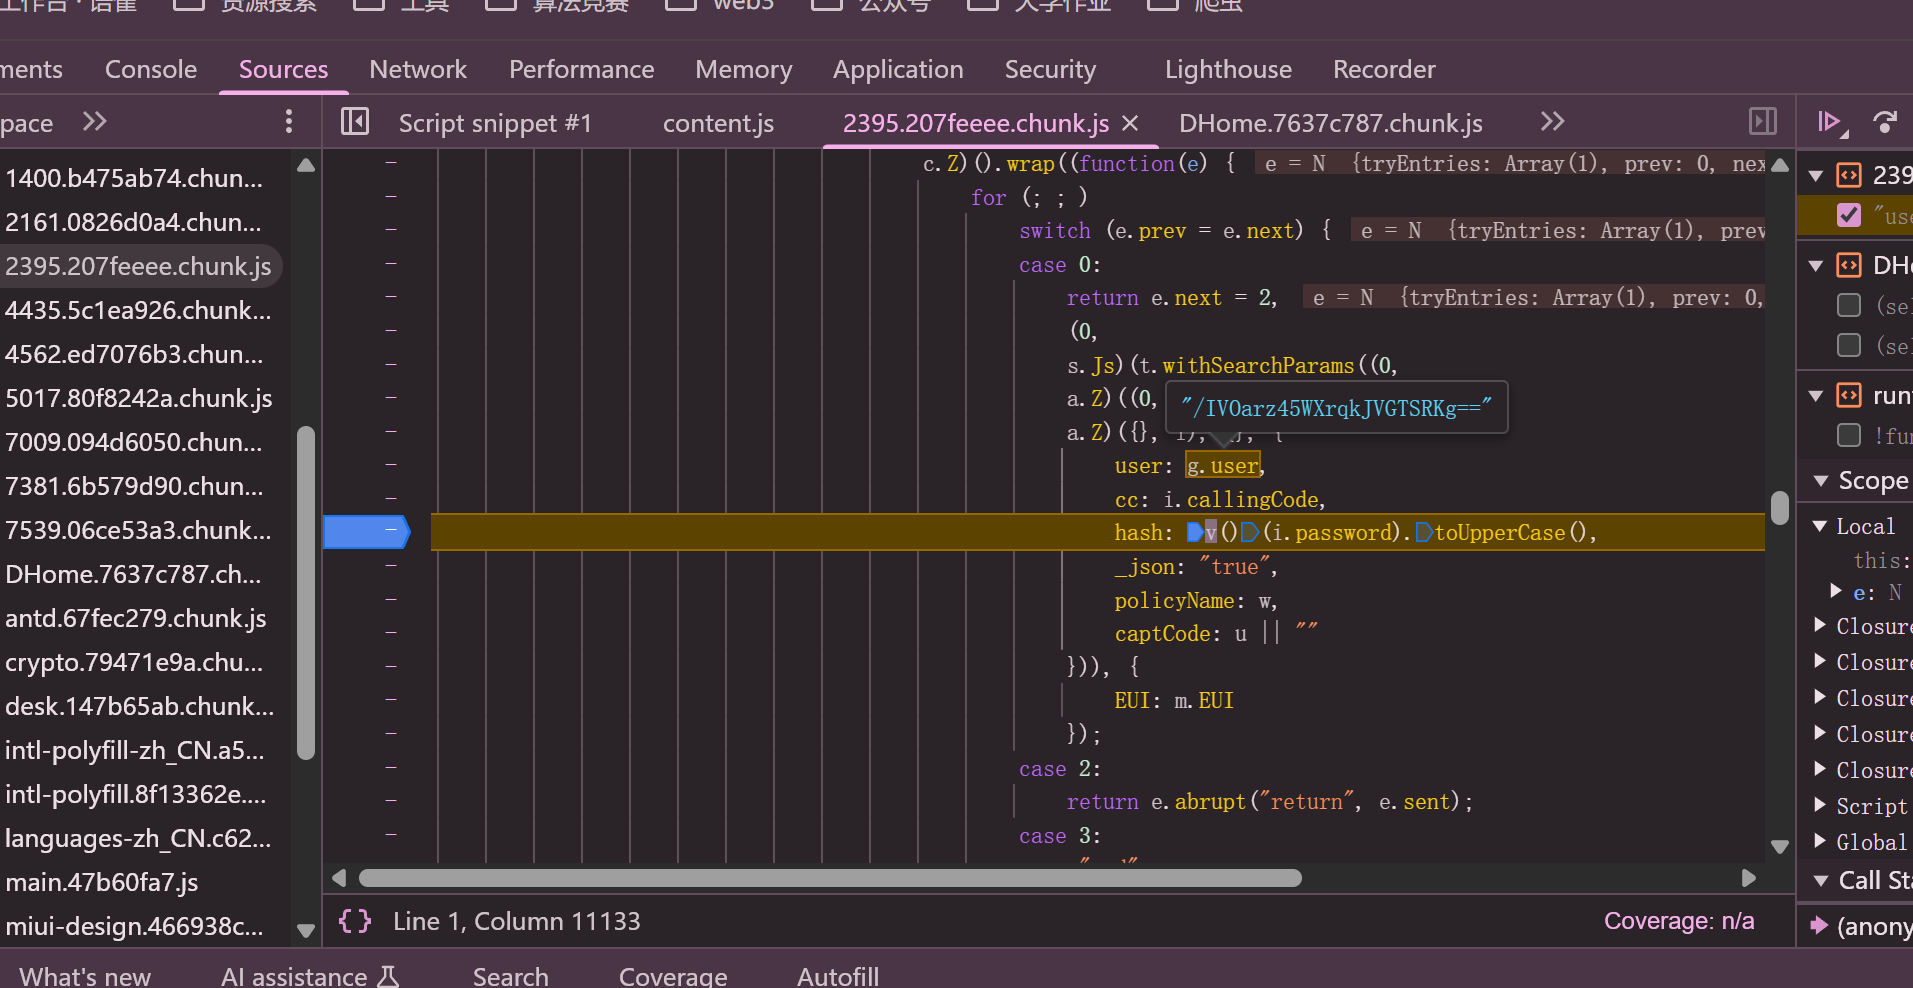 工作台 · 语雀 资源搜索 工具 算法竞赛 web3 公众号 大学作业 爬虫
ments Console Sources Network Performance Memory Application Security Lighthouse Recorder
pace Script snippet #1 content.js 2395.207feeee.chunk.js × DHome.7637c787.chunk.js
1400.b475ab74.chun...
2161.0826d0a4.chun...
2395.207feeee.chunk.js
4435.5c1ea926.chunk...
4562.ed7076b3.chun...
5017.80f8242a.chunk.js
7009.094d6050.chun...
7381.6b579d90.chun...
7539.06ce53a3.chunk...
DHome.7637c787.ch...
antd.67fec279.chunk.js
crypto.79471e9a.chu...
desk.147b65ab.chunk...
intl-polyfill-zh_CN.a5...
intl-polyfill.8f13362e....
languages-zh_CN.c62...
main.47b60fa7.js
miui-design.466938c...
c.Z)().wrap((function(e) { e = N {tryEntries: Array(1), prev: 0, nex
for (; ; )
switch (e.prev = e.next) { e = N {tryEntries: Array(1), prev
case 0:
return e.next = 2, e = N {tryEntries: Array(1), prev: 0,
(0,
s.Js)(t.withSearchParams((0,
a.Z)((0,
"/IVOarz45WXrqkJVGTSRKg=="
a.Z)({}, i), {}, {
user: g.user,
cc: i.callingCode,
hash: v()(i.password).toUpperCase(),
_json: "true",
policyName: w,
captCode: u || ""
})), {
EUI: m.EUI
});
case 2:
return e.abrupt("return", e.sent);
case 3:
{} Line 1, Column 11133 Coverage: n/a
239
"use
DHo
(sel
(sel
run
!fun
Scope
Local
this:
e: N
Closure
Closure
Closure
Closure
Closure
Script
Global
Call Sta
(anony
What's new AI assistance Search Coverage Autofill